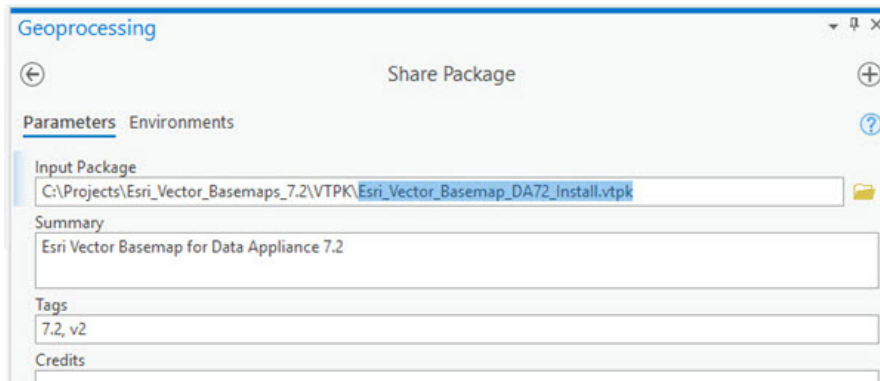 Geoprocessing
Share Package
Parameters Environments
Input Package
C:\Projects\Esri_Vector_Basemaps_7.2\VTPK\Esri_Vector_Basemap_DA72_Install.vtpk
Summary
Esri Vector Basemap for Data Appliance 7.2
Tags
7.2, v2
Credits